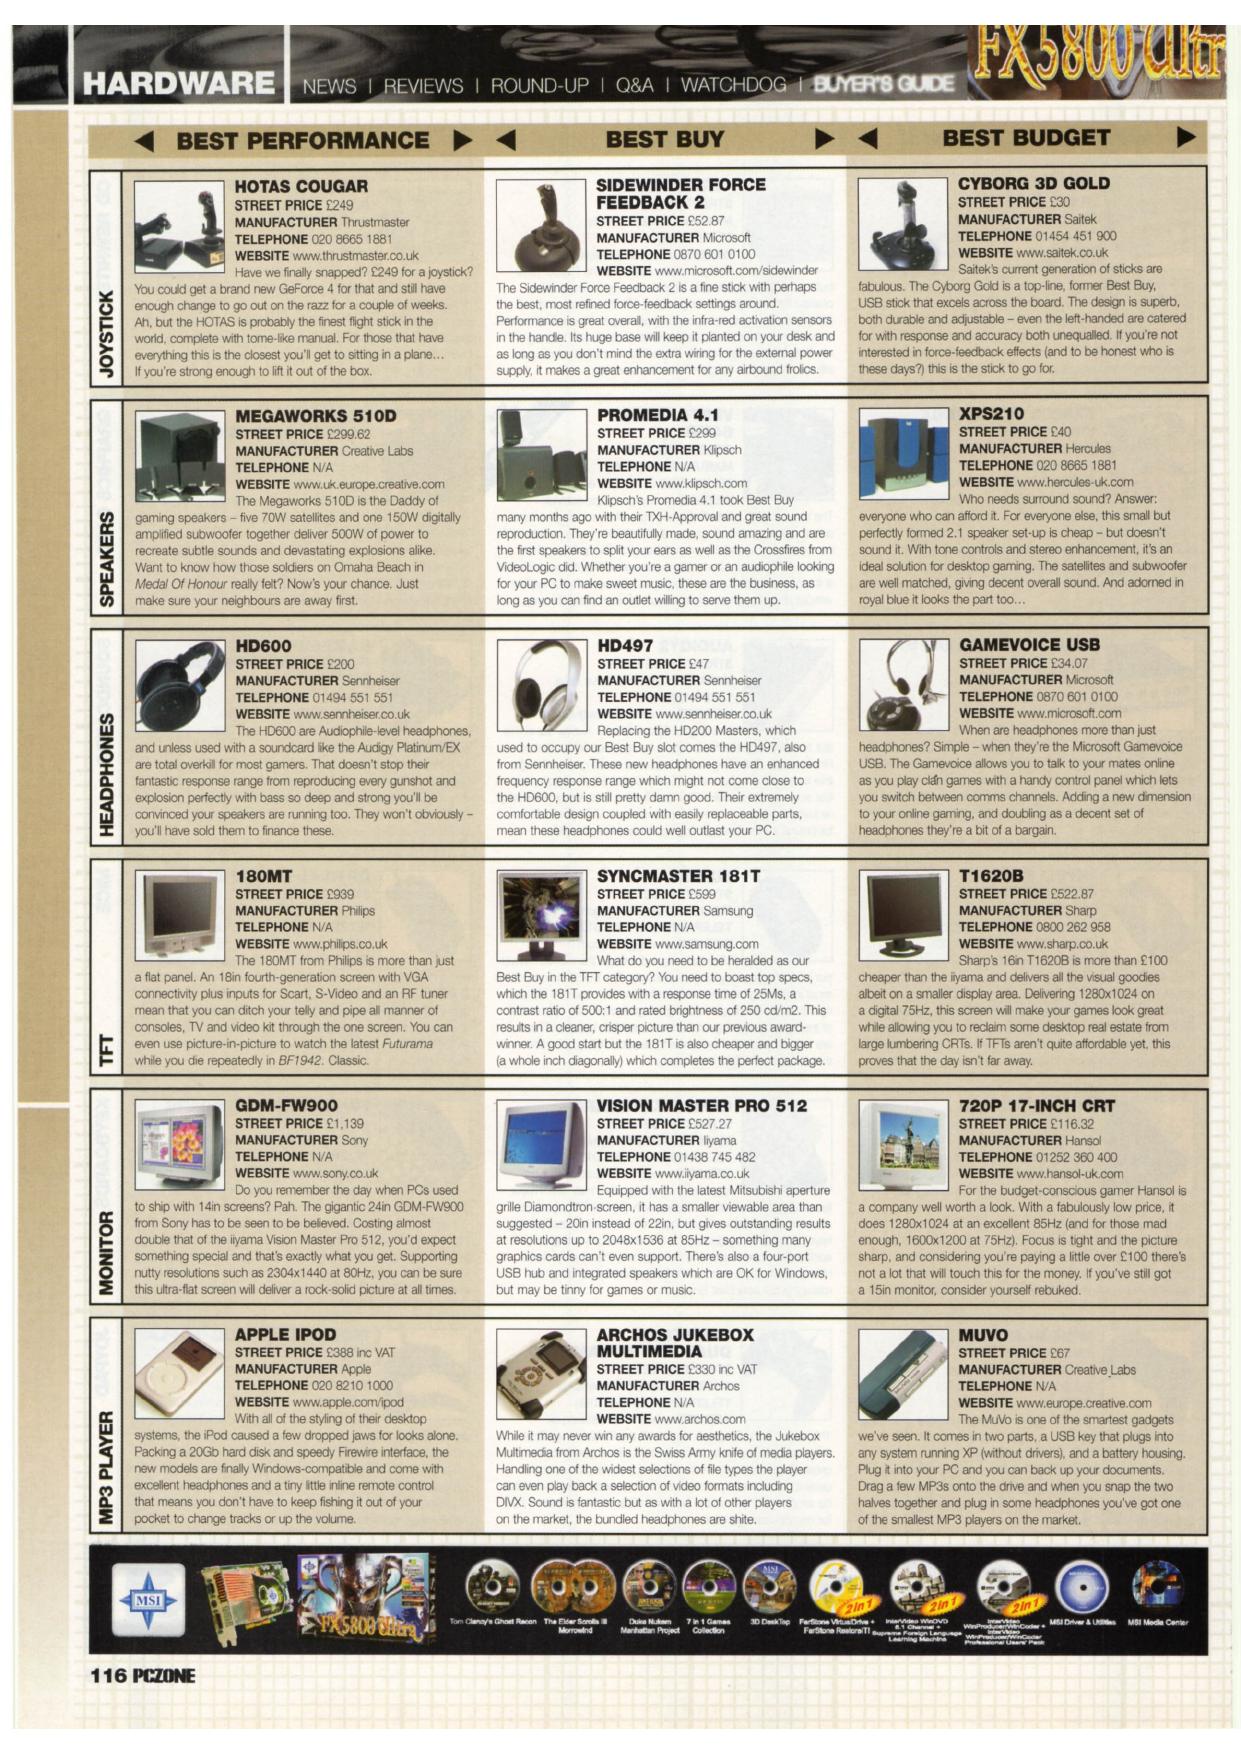 FX5800 Ultr
HARDWARE
NEWS | REVIEWS | ROUND-UP | Q&A | WATCHDOG | BUYER'S GUIDE
BEST PERFORMANCE
BEST BUY
BEST BUDGET
JOYSTICK
HOTAS COUGAR
STREET PRICE £249
MANUFACTURER Thrustmaster
TELEPHONE 020 8665 1881
WEBSITE www.thrustmaster.co.uk
Have we finally snapped? £249 for a joystick?
You could get a brand new GeForce 4 for that and still have
enough change to go out on the razz for a couple of weeks.
Ah, but the HOTAS is probably the finest flight stick in the
world, complete with tome-like manual. For those that have
everything this is the closest you'll get to sitting in a plane...
If you're strong enough to lift it out of the box.
SIDEWINDER FORCE
FEEDBACK 2
STREET PRICE £52.87
MANUFACTURER Microsoft
TELEPHONE 0870 601 0100
WEBSITE www.microsoft.com/sidewinder
The Sidewinder Force Feedback 2 is a fine stick with perhaps
the best, most refined force-feedback settings around.
Performance is great overall, with the infra-red activation sensors
in the handle. Its huge base will keep it planted on your desk and
as long as you don't mind the extra wiring for the external power
supply, it makes a great enhancement for any airbound frolics.
CYBORG 3D GOLD
STREET PRICE £30
MANUFACTURER Saitek
TELEPHONE 01454 451 900
WEBSITE www.saitek.co.uk
Saitek's current generation of sticks are
fabulous. The Cyborg Gold is a top-line, former Best Buy,
USB stick that excels across the board. The design is superb,
both durable and adjustable – even the left-handed are catered
for with response and accuracy both unequalled. If you're not
interested in force-feedback effects (and to be honest who is
these days?) this is the stick to go for.
SPEAKERS
MEGAWORKS 510D
STREET PRICE £299.62
MANUFACTURER Creative Labs
TELEPHONE N/A
WEBSITE www.uk.europe.creative.com
The Megaworks 510D is the Daddy of
gaming speakers – five 70W satellites and one 150W digitally
amplified subwoofer together deliver 500W of power to
recreate subtle sounds and devastating explosions alike.
Want to know how those soldiers on Omaha Beach in
Medal Of Honour really felt? Now's your chance. Just
make sure your neighbours are away first.
PROMEDIA 4.1
STREET PRICE £299
MANUFACTURER Klipsch
TELEPHONE N/A
WEBSITE www.klipsch.com
Klipsch's Promedia 4.1 took Best Buy
many months ago with their TXH-Approval and great sound
reproduction. They're beautifully made, sound amazing and are
the first speakers to split your ears as well as the Crossfires from
VideoLogic did. Whether you're a gamer or an audiophile looking
for your PC to make sweet music, these are the business, as
long as you can find an outlet willing to serve them up.
XPS210
STREET PRICE £40
MANUFACTURER Hercules
TELEPHONE 020 8665 1881
WEBSITE www.hercules-uk.com
Who needs surround sound? Answer:
everyone who can afford it. For everyone else, this small but
perfectly formed 2.1 speaker set-up is cheap – but doesn't
sound it. With tone controls and stereo enhancement, it's an
ideal solution for desktop gaming. The satellites and subwoofer
are well matched, giving decent overall sound. And adorned in
royal blue it looks the part too...
HEADPHONES
HD600
STREET PRICE £200
MANUFACTURER Sennheiser
TELEPHONE 01494 551 551
WEBSITE www.sennheiser.co.uk
The HD600 are Audiophile-level headphones,
and unless used with a soundcard like the Audigy Platinum/EX
are total overkill for most gamers. That doesn't stop their
fantastic response range from reproducing every gunshot and
explosion perfectly with bass so deep and strong you'll be
convinced your speakers are running too. They won't obviously –
you'll have sold them to finance these.
HD497
STREET PRICE £47
MANUFACTURER Sennheiser
TELEPHONE 01494 551 551
WEBSITE www.sennheiser.co.uk
Replacing the HD200 Masters, which
used to occupy our Best Buy slot comes the HD497, also
from Sennheiser. These new headphones have an enhanced
frequency response range which might not come close to
the HD600, but is still pretty damn good. Their extremely
comfortable design coupled with easily replaceable parts,
mean these headphones could well outlast your PC.
GAMEVOICE USB
STREET PRICE £34.07
MANUFACTURER Microsoft
TELEPHONE 0870 601 0100
WEBSITE www.microsoft.com
When are headphones more than just
headphones? Simple – when they're the Microsoft Gamevoice
USB. The Gamevoice allows you to talk to your mates online
as you play clan games with a handy control panel which lets
you switch between comms channels. Adding a new dimension
to your online gaming, and doubling as a decent set of
headphones they're a bit of a bargain.
TFT
180MT
STREET PRICE £939
MANUFACTURER Philips
TELEPHONE N/A
WEBSITE www.philips.co.uk
The 180MT from Philips is more than just
a flat panel. An 18in fourth-generation screen with VGA
connectivity plus inputs for Scart, S-Video and an RF tuner
mean that you can ditch your telly and pipe all manner of
consoles, TV and video kit through the one screen. You can
even use picture-in-picture to watch the latest Futurama
while you die repeatedly in BF1942. Classic.
SYNCMASTER 181T
STREET PRICE £599
MANUFACTURER Samsung
TELEPHONE N/A
WEBSITE www.samsung.com
What do you need to be heralded as our
Best Buy in the TFT category? You need to boast top specs,
which the 181T provides with a response time of 25Ms, a
contrast ratio of 500:1 and rated brightness of 250 cd/m2. This
results in a cleaner, crisper picture than our previous award-
winner. A good start but the 181T is also cheaper and bigger
(a whole inch diagonally) which completes the perfect package.
T1620B
STREET PRICE £522.87
MANUFACTURER Sharp
TELEPHONE 0800 262 958
WEBSITE www.sharp.co.uk
Sharp's 16in T1620B is more than £100
cheaper than the iiyama and delivers all the visual goodies
albeit on a smaller display area. Delivering 1280x1024 on
a digital 75Hz, this screen will make your games look great
while allowing you to reclaim some desktop real estate from
large lumbering CRTs. If TFTs aren't quite affordable yet, this
proves that the day isn't far away.
MONITOR
GDM-FW900
STREET PRICE £1,139
MANUFACTURER Sony
TELEPHONE N/A
WEBSITE www.sony.co.uk
Do you remember the day when PCs used
to ship with 14in screens? Pah. The gigantic 24in GDM-FW900
from Sony has to be seen to be believed. Costing almost
double that of the iiyama Vision Master Pro 512, you'd expect
something special and that's exactly what you get. Supporting
nutty resolutions such as 2304x1440 at 80Hz, you can be sure
this ultra-flat screen will deliver a rock-solid picture at all times.
VISION MASTER PRO 512
STREET PRICE £527.27
MANUFACTURER Iiyama
TELEPHONE 01438 745 482
WEBSITE www.iiyama.co.uk
Equipped with the latest Mitsubishi aperture
grille Diamondtron-screen, it has a smaller viewable area than
suggested – 20in instead of 22in, but gives outstanding results
at resolutions up to 2048x1536 at 85Hz – something many
graphics cards can't even support. There's also a four-port
USB hub and integrated speakers which are OK for Windows,
but may be tinny for games or music.
720P 17-INCH CRT
STREET PRICE £116.32
MANUFACTURER Hansol
TELEPHONE 01252 360 400
WEBSITE www.hansol-uk.com
For the budget-conscious gamer Hansol is
a company well worth a look. With a fabulously low price, it
does 1280x1024 at an excellent 85Hz (and for those mad
enough, 1600x1200 at 75Hz). Focus is tight and the picture
sharp, and considering you're paying a little over £100 there's
not a lot that will touch this for the money. If you've still got
a 15in monitor, consider yourself rebuked.
MP3 PLAYER
APPLE IPOD
STREET PRICE £388 inc VAT
MANUFACTURER Apple
TELEPHONE 020 8210 1000
WEBSITE www.apple.com/ipod
With all of the styling of their desktop
systems, the iPod caused a few dropped jaws for looks alone.
Packing a 20Gb hard disk and speedy Firewire interface, the
new models are finally Windows-compatible and come with
excellent headphones and a tiny little inline remote control
that means you don't have to keep fishing it out of your
pocket to change tracks or up the volume.
ARCHOS JUKEBOX
MULTIMEDIA
STREET PRICE £330 inc VAT
MANUFACTURER Archos
TELEPHONE N/A
WEBSITE www.archos.com
While it may never win any awards for aesthetics, the Jukebox
Multimedia from Archos is the Swiss Army knife of media players.
Handling one of the widest selections of file types the player
can even play back a selection of video formats including
DIVX. Sound is fantastic but as with a lot of other players
on the market, the bundled headphones are shite.
MUVO
STREET PRICE £67
MANUFACTURER Creative Labs
TELEPHONE N/A
WEBSITE www.europe.creative.com
The MuVo is one of the smartest gadgets
we've seen. It comes in two parts, a USB key that plugs into
any system running XP (without drivers), and a battery housing.
Plug it into your PC and you can back up your documents.
Drag a few MP3s onto the drive and when you snap the two
halves together and plug in some headphones you've got one
of the smallest MP3 players on the market.
MSI
FX5800 Ultra
Tom Clancy's Ghost Recon
The Elder Scrolls III
Morrowind
Duke Nukem
Manhattan Project
7 in 1 Games
Collection
3D DeskTop
2in1
FarStone VirtualDrive +
FarStone RestoreIT!
2in1
InterVideo WinDVD
5.1 Channel +
Supreme Foreign Language
Learning Machine
2in1
InterVideo
WinProducer/WinCoder +
InterVideo
WinProducer/WinCoder
Professional Users' Pack
MSI Driver & Utilities
MSI Media Center
116 PCZONE